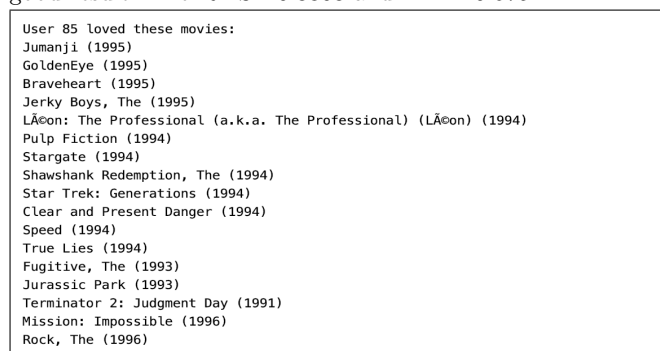 User 85 loved these movies:
Jumanji (1995)
GoldenEye (1995)
Braveheart (1995)
Jerky Boys, The (1995)
LÃ©on: The Professional (a.k.a. The Professional) (LÃ©on) (1994)
Pulp Fiction (1994)
Stargate (1994)
Shawshank Redemption, The (1994)
Star Trek: Generations (1994)
Clear and Present Danger (1994)
Speed (1994)
True Lies (1994)
Fugitive, The (1993)
Jurassic Park (1993)
Terminator 2: Judgment Day (1991)
Mission: Impossible (1996)
Rock, The (1996)